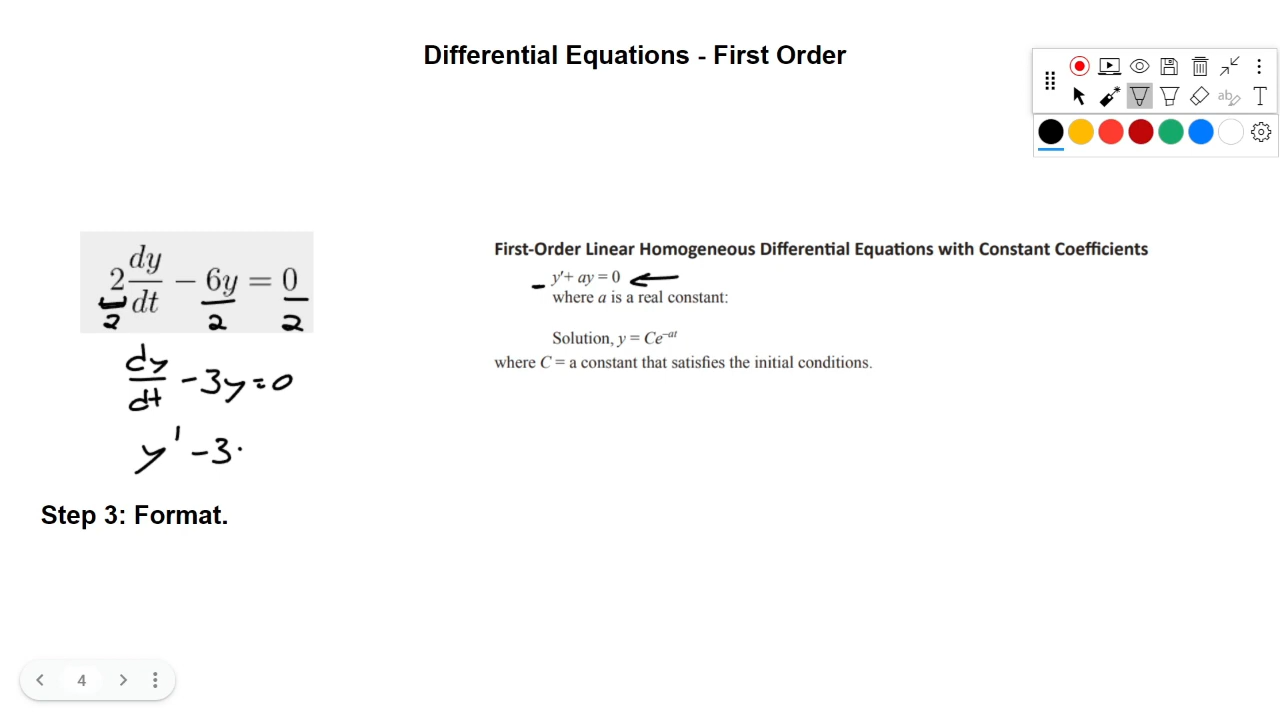 Differential Equations - First Order
ab
T
2 dy/dt − 6y = 0
2 2 2
dy/dt - 3y = 0
y' - 3
First-Order Linear Homogeneous Differential Equations with Constant Coefficients
y′+ ay = 0
where a is a real constant:
Solution, y = Ce^–at
where C = a constant that satisfies the initial conditions.
Step 3: Format.
4